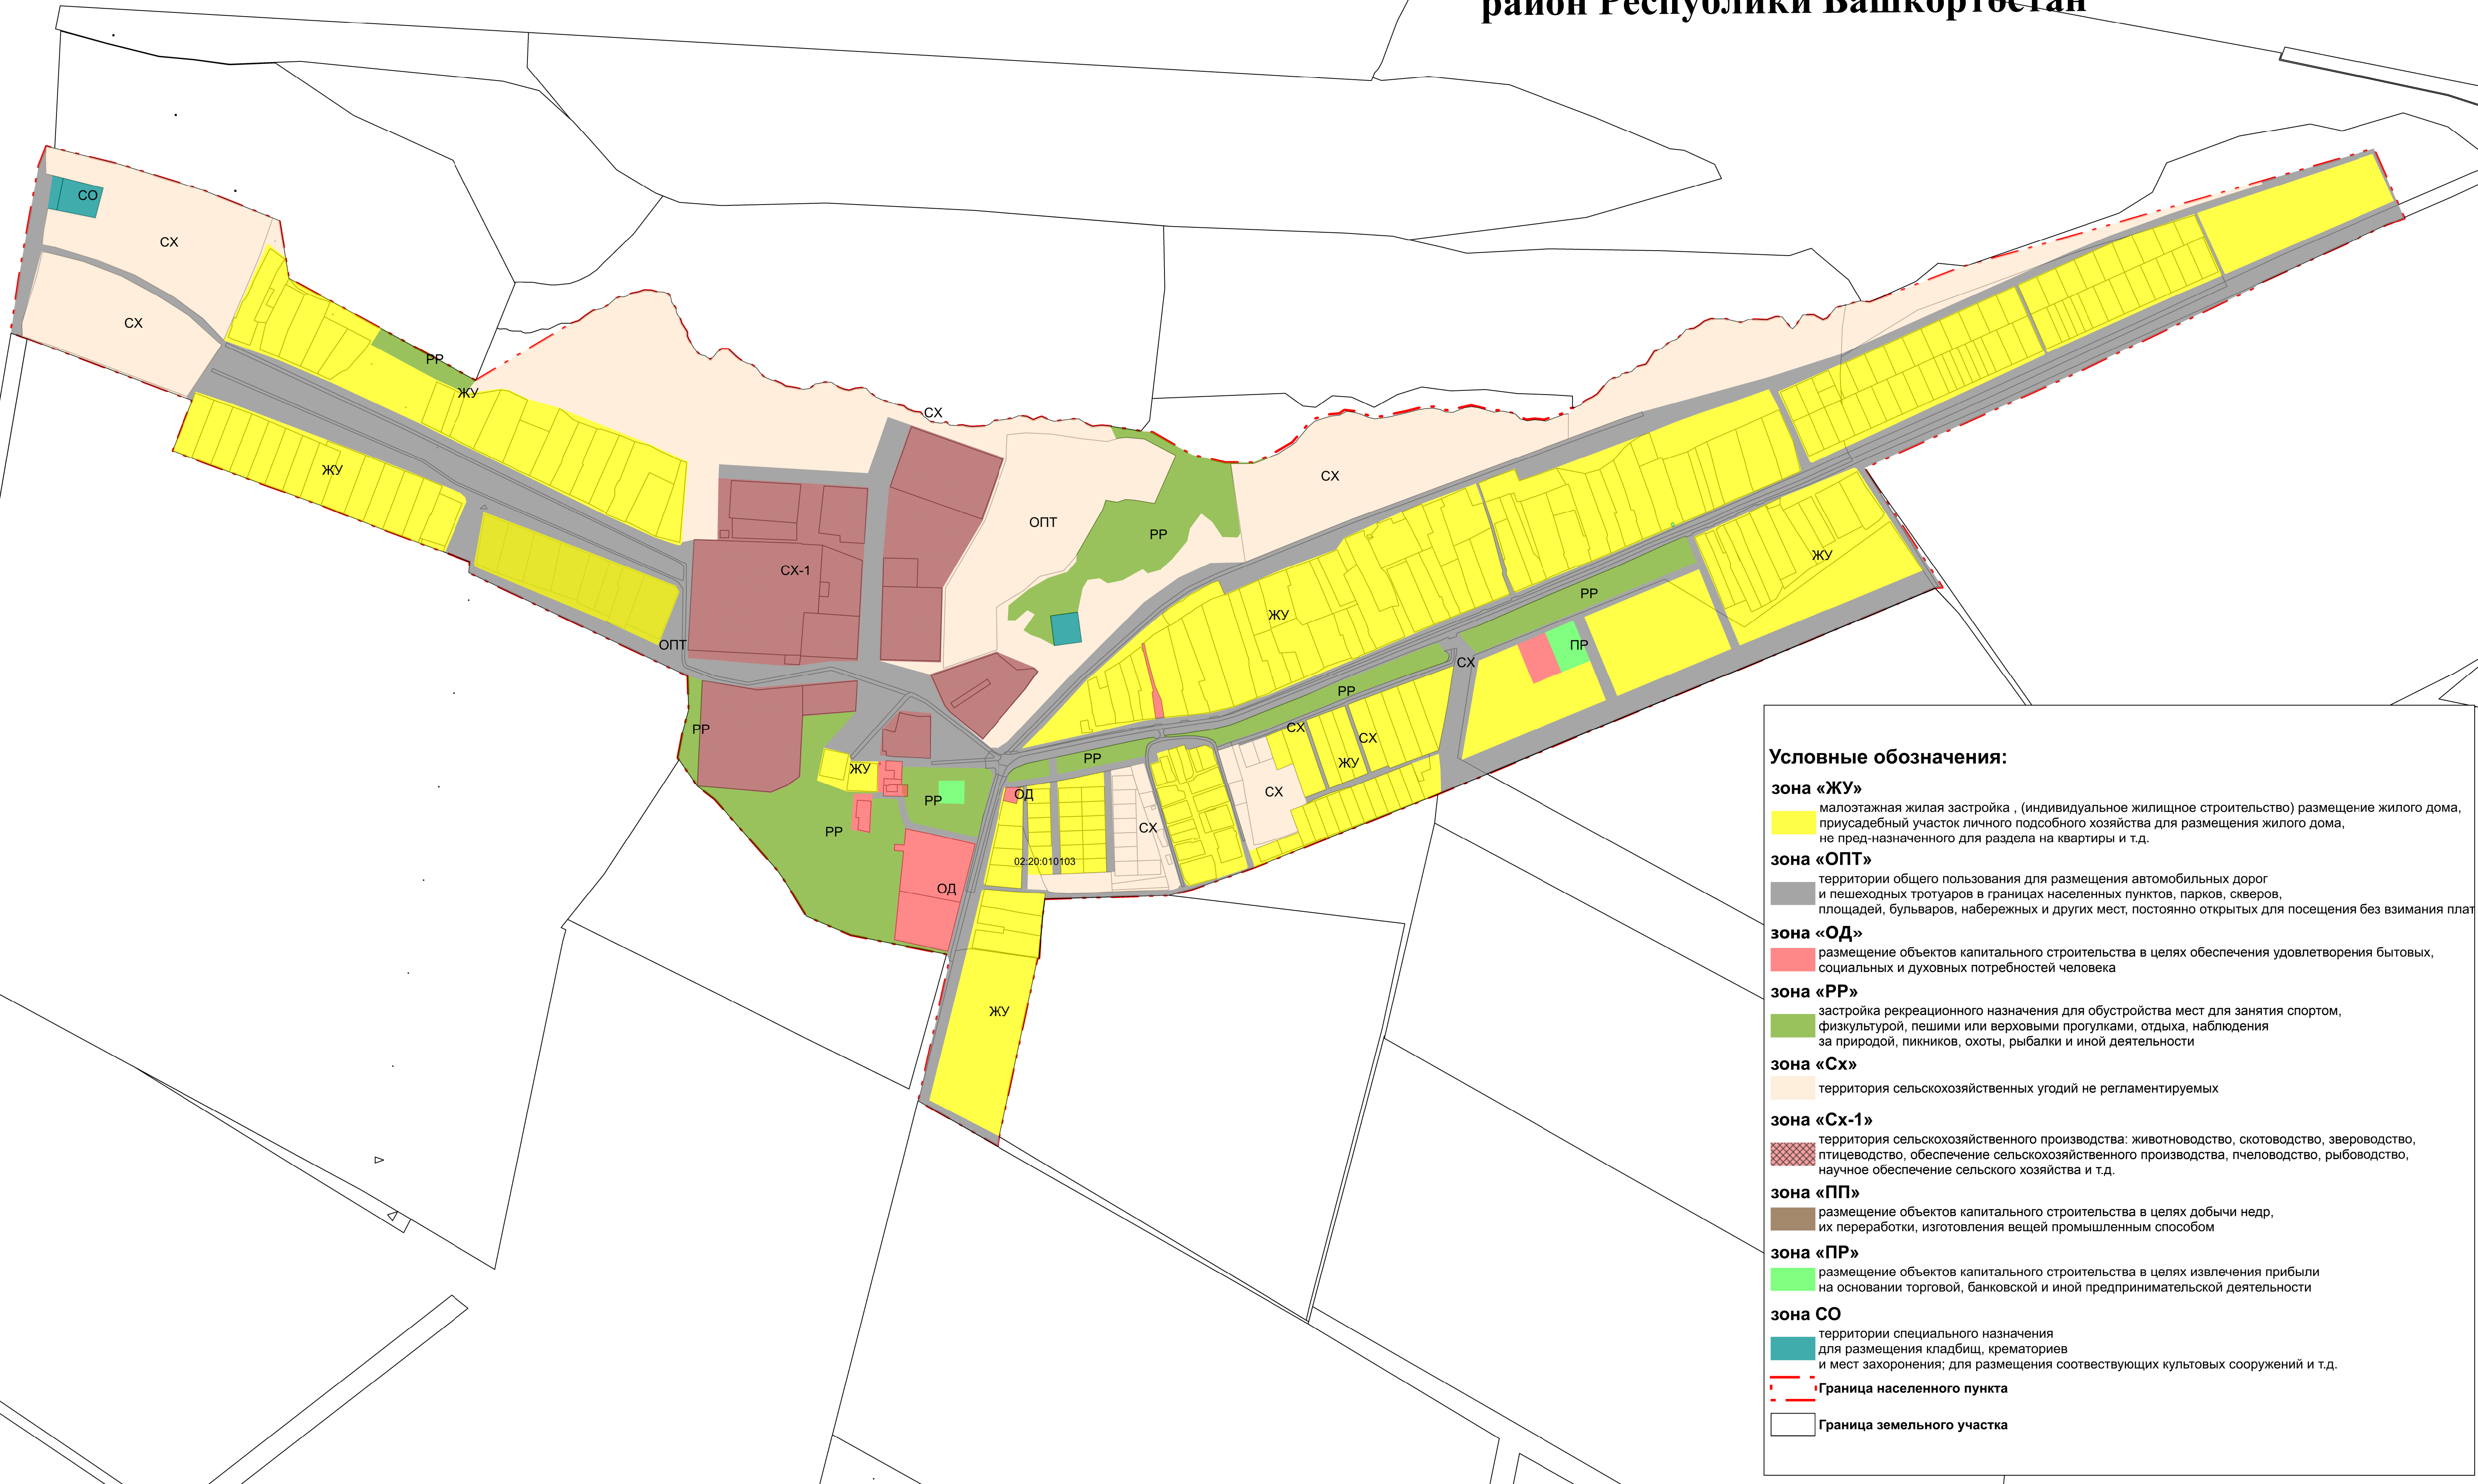 район Республики Башкортостан
СО
СХ
СХ
РР
ЖУ
СХ
ЖУ
СХ
ОПТ
РР
ЖУ
СХ-1
РР
ЖУ
ПР
ОПТ
СХ
РР
РР
СХ
СХ
РР
ЖУ
ЖУ
СХ
ОД
РР
РР
СХ
02:20:010103
ОД
ЖУ
Условные обозначения:
зона «ЖУ»
малоэтажная жилая застройка , (индивидуальное жилищное строительство) размещение жилого дома,
приусадебный участок личного подсобного хозяйства для размещения жилого дома,
не пред-назначенного для раздела на квартиры и т.д.
зона «ОПТ»
территории общего пользования для размещения автомобильных дорог
и пешеходных тротуаров в границах населенных пунктов, парков, скверов,
площадей, бульваров, набережных и других мест, постоянно открытых для посещения без взимания плат
зона «ОД»
размещение объектов капитального строительства в целях обеспечения удовлетворения бытовых,
социальных и духовных потребностей человека
зона «РР»
застройка рекреационного назначения для обустройства мест для занятия спортом,
физкультурой, пешими или верховыми прогулками, отдыха, наблюдения
за природой, пикников, охоты, рыбалки и иной деятельности
зона «Сх»
территория сельскохозяйственных угодий не регламентируемых
зона «Сх-1»
территория сельскохозяйственного производства: животноводство, скотоводство, звероводство,
птицеводство, обеспечение сельскохозяйственного производства, пчеловодство, рыбоводство,
научное обеспечение сельского хозяйства и т.д.
зона «ПП»
размещение объектов капитального строительства в целях добычи недр,
их переработки, изготовления вещей промышленным способом
зона «ПР»
размещение объектов капитального строительства в целях извлечения прибыли
на основании торговой, банковской и иной предпринимательской деятельности
зона СО
территории специального назначения
для размещения кладбищ, крематориев
и мест захоронения; для размещения соотвествующих культовых сооружений и т.д.
Граница населенного пункта
Граница земельного участка